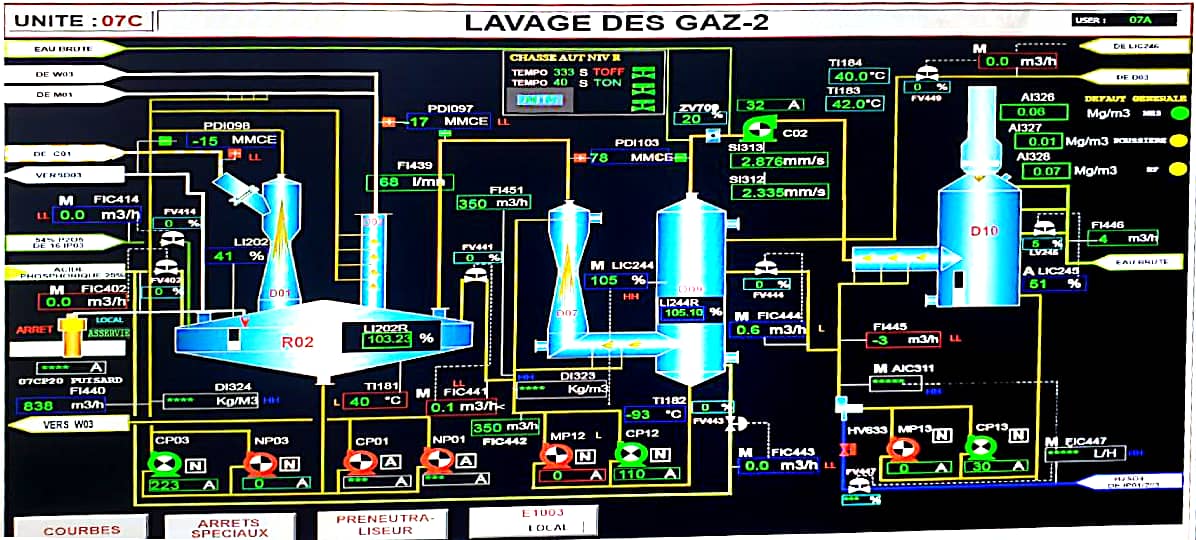 UNITE : 07C
LAVAGE DES GAZ-2
USER : 07A
EAU BRUTE
DE W01
DE M01
DE C01
VERSD03
CHASSE AUT NIV R
TEMPO 333 S TOFF
TEMPO 40 S TON
PDI098
-15 MMCE
LL
PDI097
17 MMCE LL
FI439
68 l/mn
PDI103
78 MMCE
ZV709
20 %
32 A
C02
SI313
2.876mm/s
SI312
2.335mm/s
TI184
40.0°C
TI183
42.0°C
M
0.0 m3/h
FV449
0 %
DE LIC246
DE D03
AI326
0.06 Mg/m3
AI327
0.01 Mg/m3
AI328
0.07 Mg/m3
DEFAUT GENERALE
POUSSIERE
M FIC414
LL 0.0 m3/h
FV414
0 %
54% P2O5
DE 16 IP03
PHOSPHORIQUE 25%
M FIC402
0.0 m3/h
0 %
LI202
41 %
D01
R02
LI202R
103.23 %
FI451
350 m3/h
FV441
0 %
D07
M LIC244
105 %
HH
D09
LI244R
105.10 %
FV444
0 %
M FIC444
0.6 m3/h L
D10
LV245
5 %
FI446
4 m3/h
EAU BRUTE
A LIC245
51 %
FI445
-3 m3/h LL
M AIC311
*****
HH
ARRET
LOCAL
ASSERVIE
**** A
07CP20 PUISARD
FI440
838 m3/h
VERS W03
DI324
**** Kg/M3 HH
TI181
L 40 °C
LL
M FIC441
0.1 m3/h<
350 m3/h
FIC442
HH
DI323
**** Kg/m3
TI182
-93 °C
0 %
FV443
M FIC443
0.0 m3/h LL
CP03
N
223 A
NP03
N
0 A
CP01
A
*** A
NP01
A
*** A
MP12 L
N
0 A
CP12
N
110 A
HV633
MP13
N
0 A
CP13
N
30 A
M FIC447
**** L/H HH
FV447
*** %
COURBES
ARRETS
SPECIAUX
PRENEUTRA-
LISEUR
E1003
LOCAL